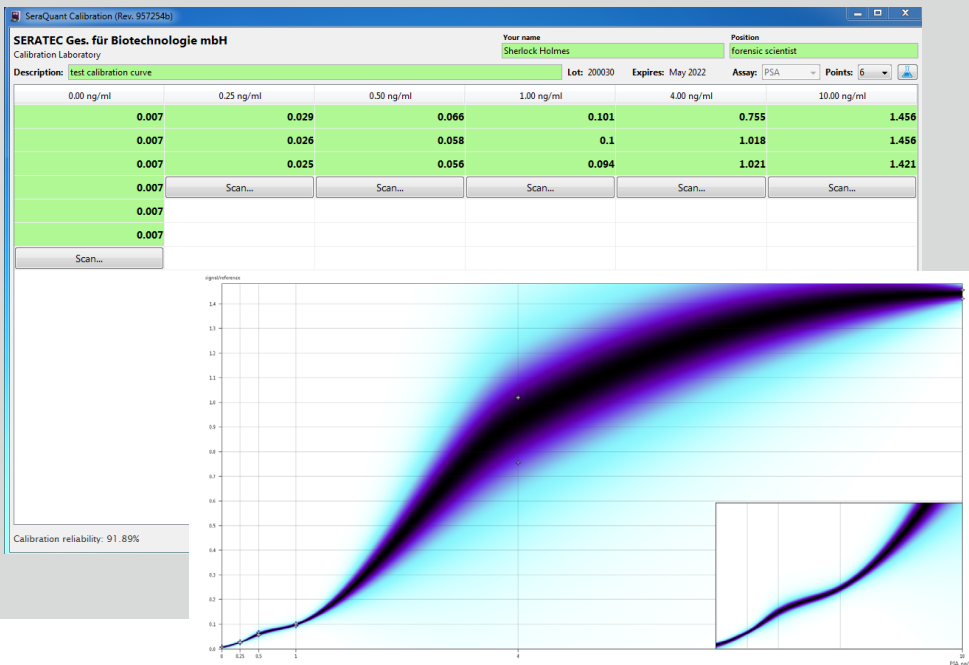 SeraQuant Calibration (Rev. 957254b)
SERATEC Ges. für Biotechnologie mbH
Calibration Laboratory
Your name
Position
Sherlock Holmes
forensic scientist
Description: test calibration curve Lot: 200030 Expires: May 2022 Assay: PSA Points: 6
0.00 ng/ml 0.25 ng/ml 0.50 ng/ml 1.00 ng/ml 4.00 ng/ml 10.00 ng/ml
0.007 0.029 0.066 0.101 0.755 1.456
0.007 0.026 0.058 0.1 1.018 1.456
0.007 0.025 0.056 0.094 1.021 1.421
0.007 Scan... Scan... Scan... Scan... Scan...
0.007
0.007
Scan...
signal/reference
1.4
1.3
1.2
1.1
1.0
0.9
0.8
0.7
0.6
0.5
0.4
0.3
0.2
0.1
0.0
0 0.25 0.5 1 4 10
Calibration reliability: 91.89%